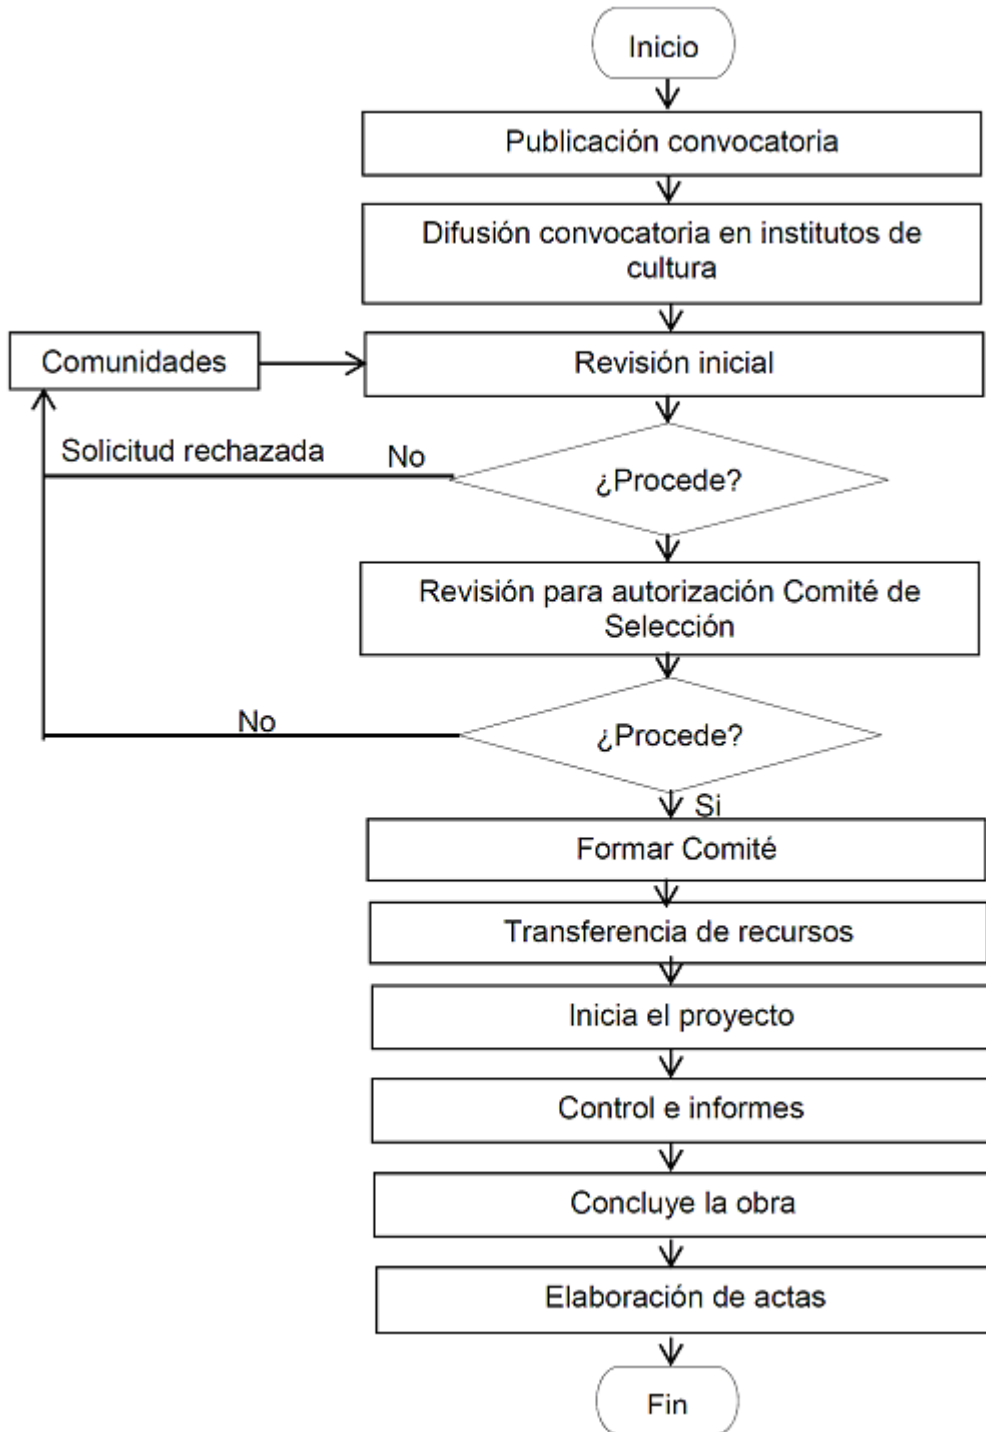 Inicio
Publicación convocatoria
Difusión convocatoria en institutos de
cultura
Comunidades
Revisión inicial
Solicitud rechazada
No
¿Procede?
Revisión para autorización Comité de
Selección
No
¿Procede?
Si
Formar Comité
Transferencia de recursos
Inicia el proyecto
Control e informes
Concluye la obra
Elaboración de actas
Fin